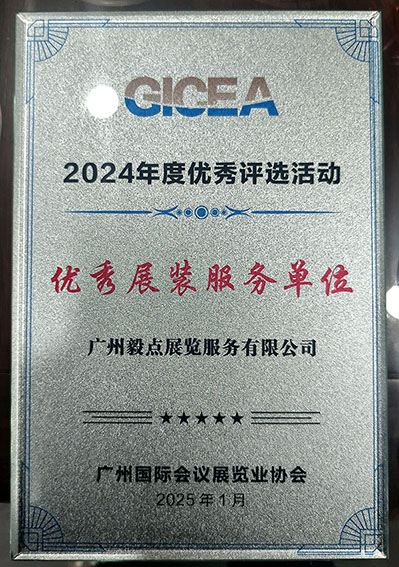 GICEA
2024年度优秀评选活动
优秀展装服务单位
广州毅点展览服务有限公司
广州国际会议展览业协会
2025年1月